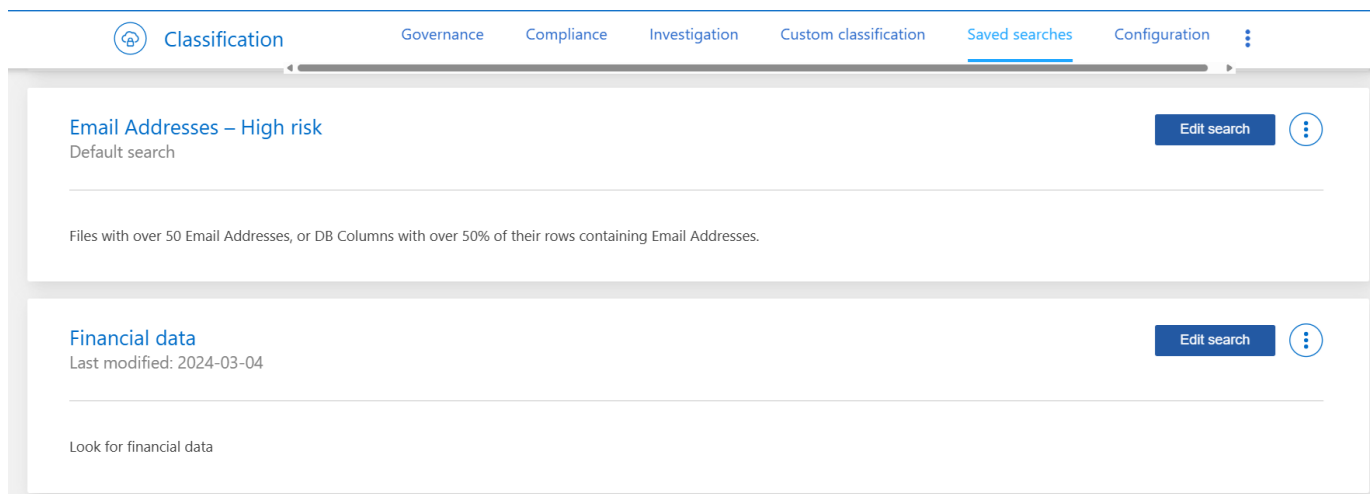 Classification
Governance
Compliance
Investigation
Custom classification
Saved searches
Configuration
Email Addresses – High risk
Edit search
Default search
Files with over 50 Email Addresses, or DB Columns with over 50% of their rows containing Email Addresses.
Financial data
Edit search
Last modified: 2024-03-04
Look for financial data